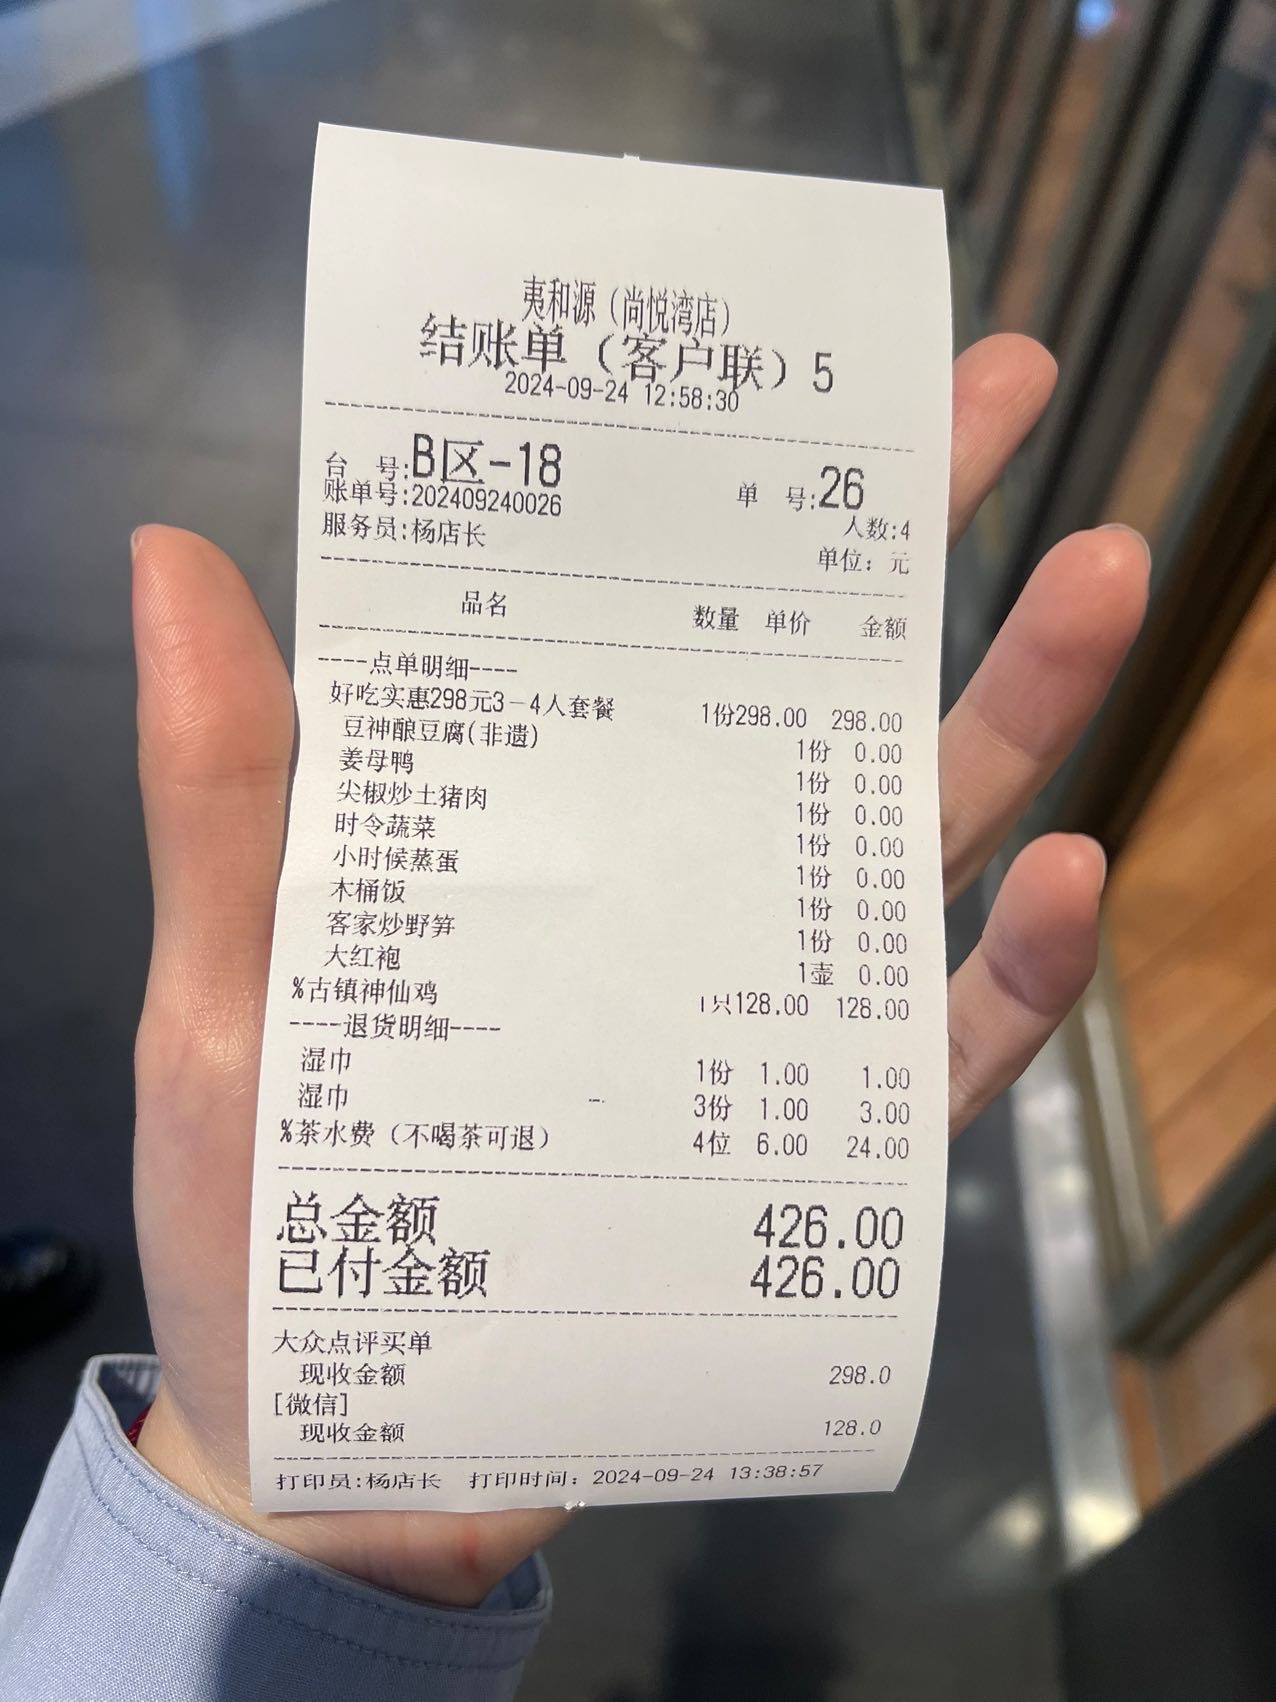 夷和源（尚悦湾店）
结账单（客户联）5
2024-09-24 12:58:30
台 号:B区-18 单 号:26
账单号:202409240026 人数:4
服务员:杨店长 单位: 元
品名 数量 单价 金额
----点单明细----
好吃实惠298元3-4人套餐 1份298.00 298.00
豆神酿豆腐(非遗) 1份 0.00
姜母鸭 1份 0.00
尖椒炒土猪肉 1份 0.00
时令蔬菜 1份 0.00
小时候蒸蛋 1份 0.00
木桶饭 1份 0.00
客家炒野笋 1份 0.00
大红袍 1壶 0.00
%古镇神仙鸡 1只128.00 128.00
----退货明细----
湿巾 1份 1.00 1.00
湿巾 3份 1.00 3.00
%茶水费（不喝茶可退） 4位 6.00 24.00
总金额 426.00
已付金额 426.00
大众点评买单
现收金额 298.0
[微信]
现收金额 128.0
打印员:杨店长 打印时间: 2024-09-24 13:38:57